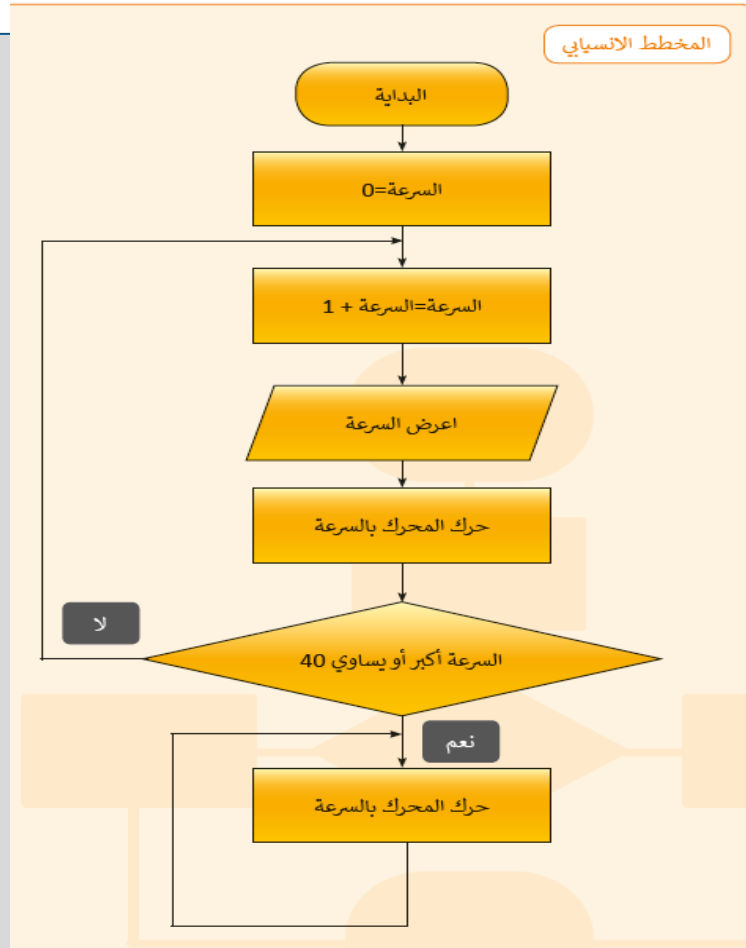 المخطط الانسيابي
البداية
السرعة=0
السرعة=السرعة + 1
اعرض السرعة
حرك المحرك بالسرعة
لا
السرعة أكبر أو يساوي 40
نعم
حرك المحرك بالسرعة